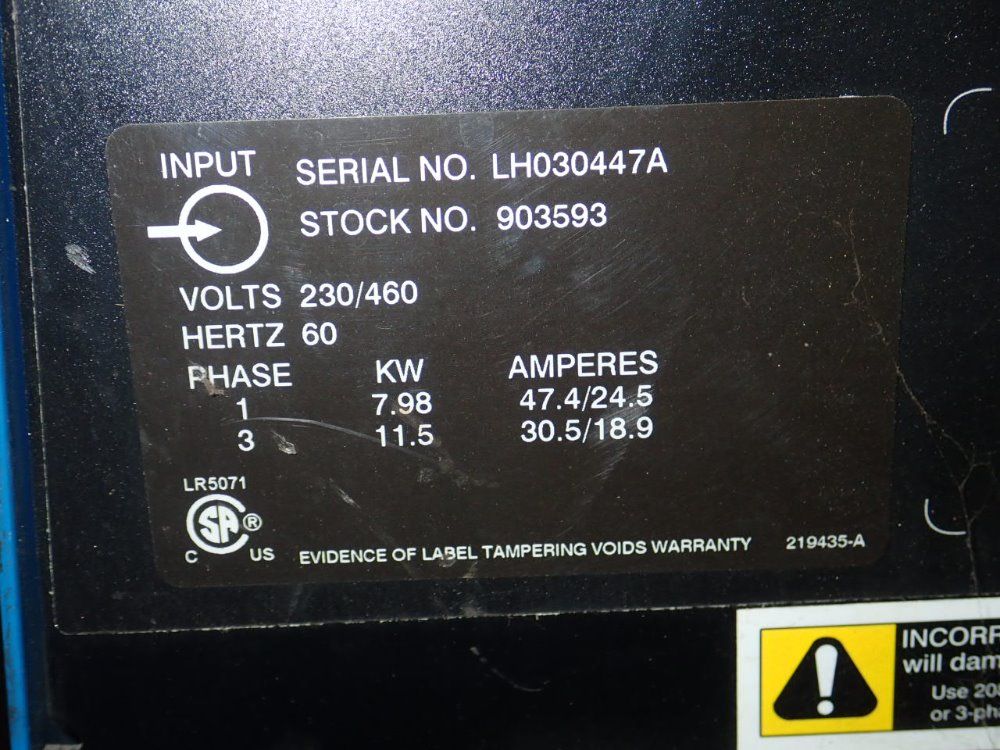 INPUT
SERIAL NO. LH030447A
STOCK NO. 903593
VOLTS 230/460
HERTZ 60
PHASE KW AMPERES
1 7.98 47.4/24.5
3 11.5 30.5/18.9
LR5071
SA ®
C US
EVIDENCE OF LABEL TAMPERING VOIDS WARRANTY 219435-A
INCORR
will dam
Use 20
or 3-ph